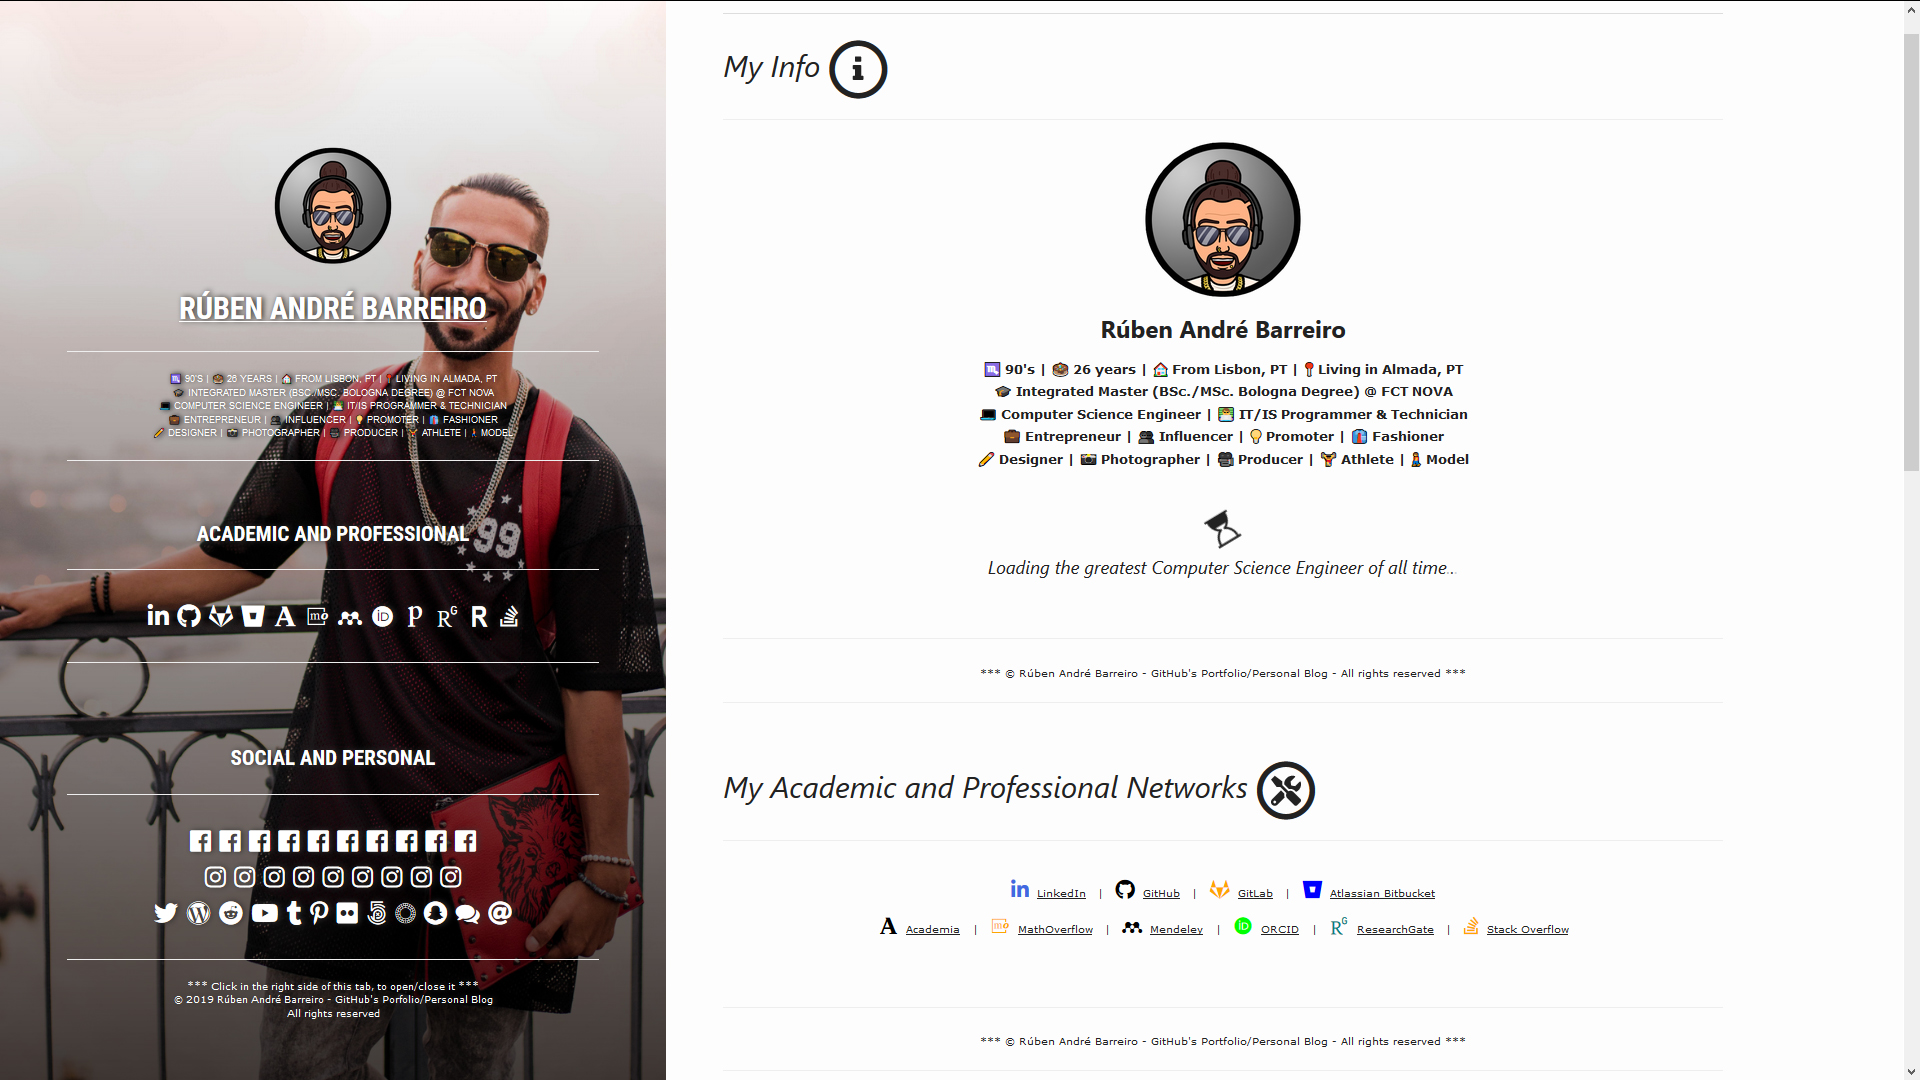 RÚBEN ANDRÉ BARREIRO
90'S | 26 YEARS | FROM LISBON, PT | LIVING IN ALMADA, PT
INTEGRATED MASTER (BSC./MSC. BOLOGNA DEGREE) @ FCT NOVA
COMPUTER SCIENCE ENGINEER | IT/IS PROGRAMMER & TECHNICIAN
ENTREPRENEUR | INFLUENCER | PROMOTER | FASHIONER
DESIGNER | PHOTOGRAPHER | PRODUCER | ATHLETE | MODEL
99
ACADEMIC AND PROFESSIONAL
SOCIAL AND PERSONAL
*** Click in the right side of this tab, to open/close it ***
© 2019 Rúben André Barreiro - GitHub's Porfolio/Personal Blog
All rights reserved
My Info
Rúben André Barreiro
90's | 26 years | From Lisbon, PT | Living in Almada, PT
Integrated Master (BSc./MSc. Bologna Degree) @ FCT NOVA
Computer Science Engineer | IT/IS Programmer & Technician
Entrepreneur | Influencer | Promoter | Fashioner
Designer | Photographer | Producer | Athlete | Model
Loading the greatest Computer Science Engineer of all time...
*** © Rúben André Barreiro - GitHub's Portfolio/Personal Blog - All rights reserved ***
My Academic and Professional Networks
LinkedIn | GitHub | GitLab | Atlassian Bitbucket
Academia | MathOverflow | Mendeley | ORCID | ResearchGate | Stack Overflow
*** © Rúben André Barreiro - GitHub's Portfolio/Personal Blog - All rights reserved ***